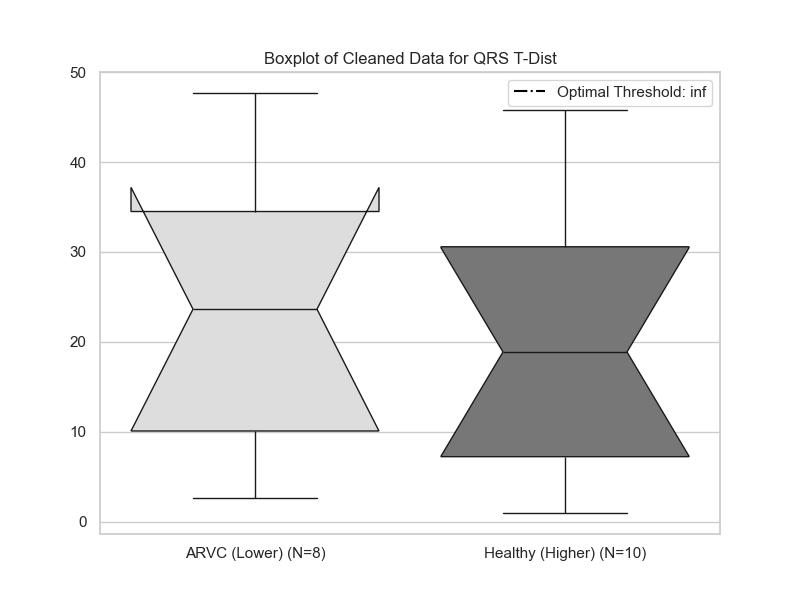 Boxplot of Cleaned Data for QRS T-Dist
Optimal Threshold: inf
50
40
30
20
10
0
ARVC (Lower) (N=8)
Healthy (Higher) (N=10)